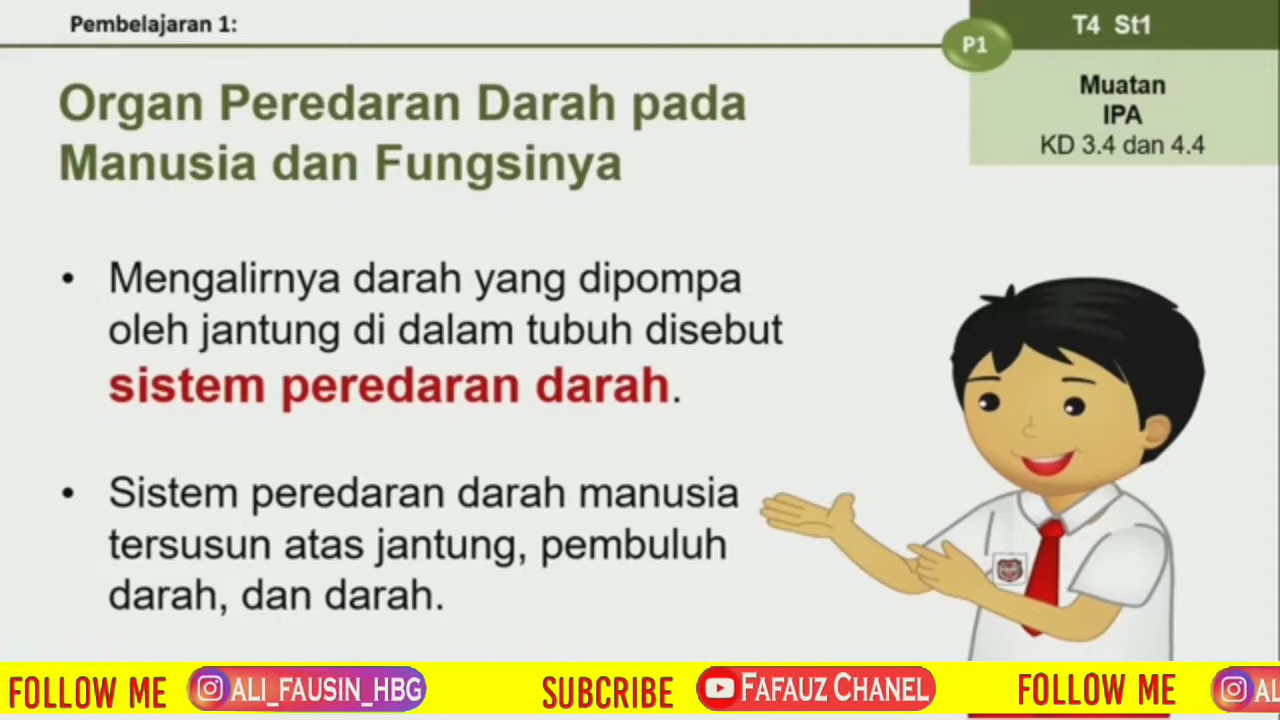 Pembelajaran 1:
T4 St1
P1
Muatan
IPA
KD 3.4 dan 4.4
Organ Peredaran Darah pada
Manusia dan Fungsinya
• Mengalirnya darah yang dipompa
oleh jantung di dalam tubuh disebut
sistem peredaran darah.
• Sistem peredaran darah manusia
tersusun atas jantung, pembuluh
darah, dan darah.
FOLLOW ME ALI_FAUSIN_HBG SUBCRIBE FAFAUZ CHANEL FOLLOW ME AL